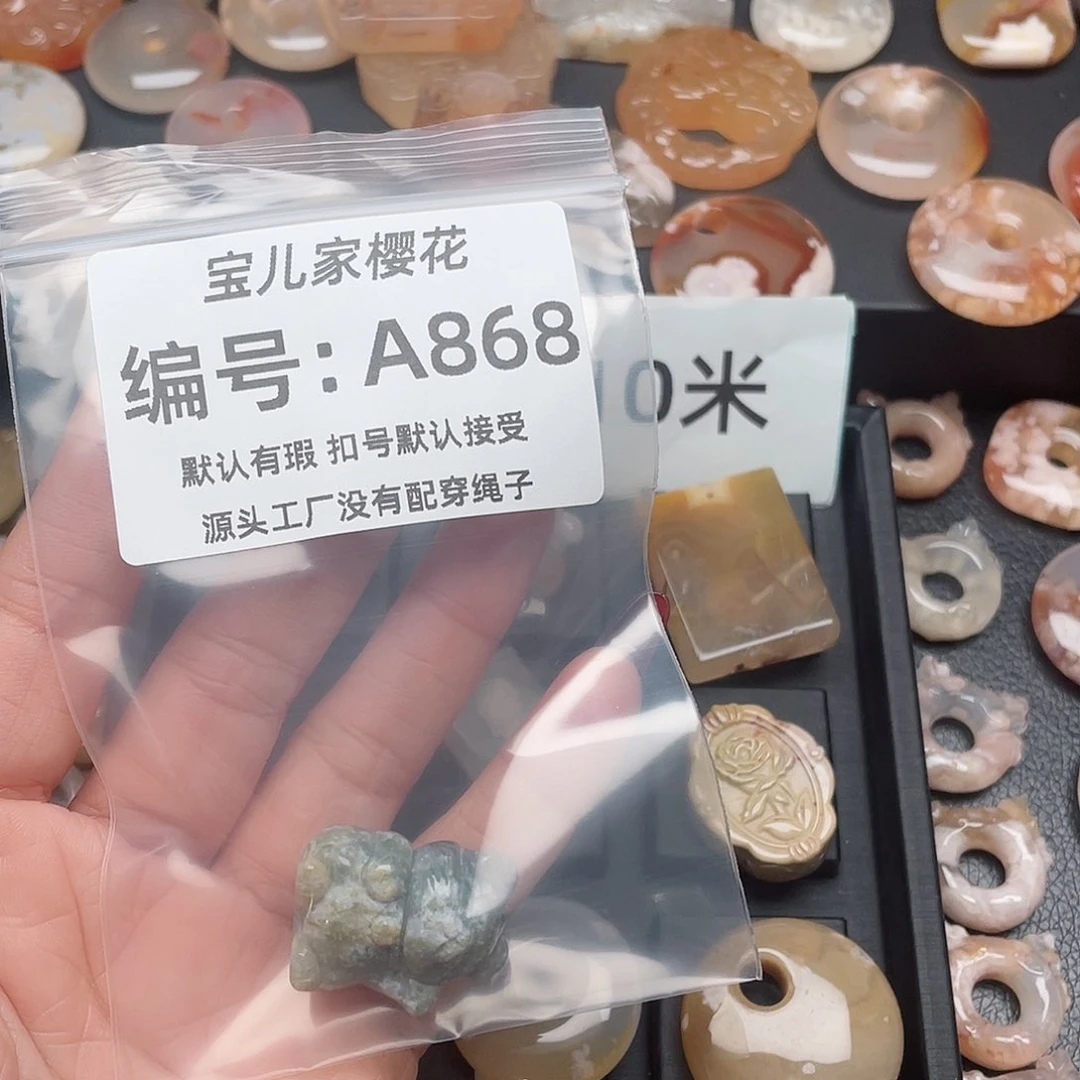 宝儿家樱花
编号：A868
默认有瑕 扣号默认接受
源头工厂没有配穿绳子
0米